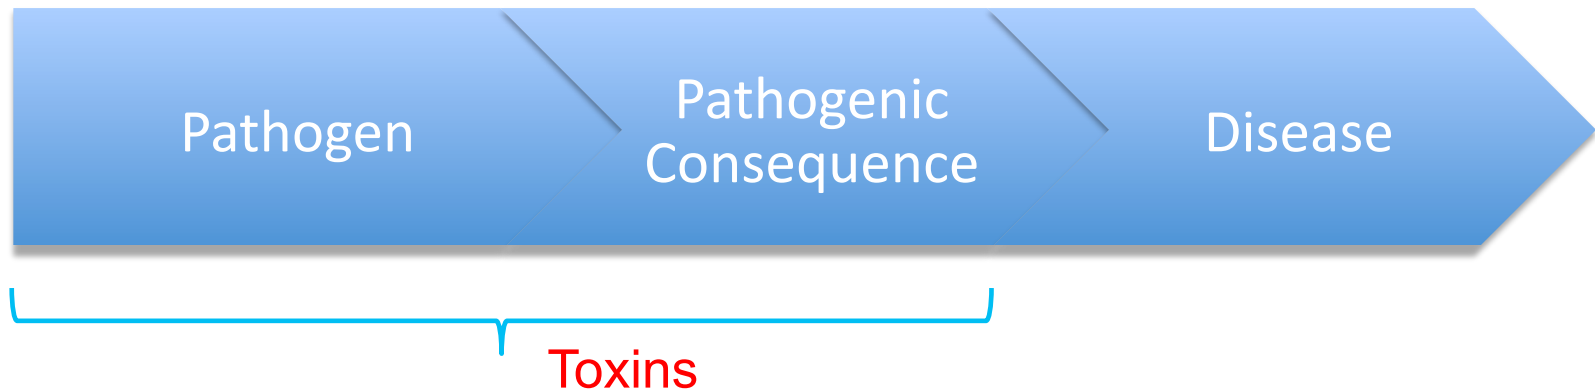 Pathogen
Pathogenic
Consequence
Disease
Toxins